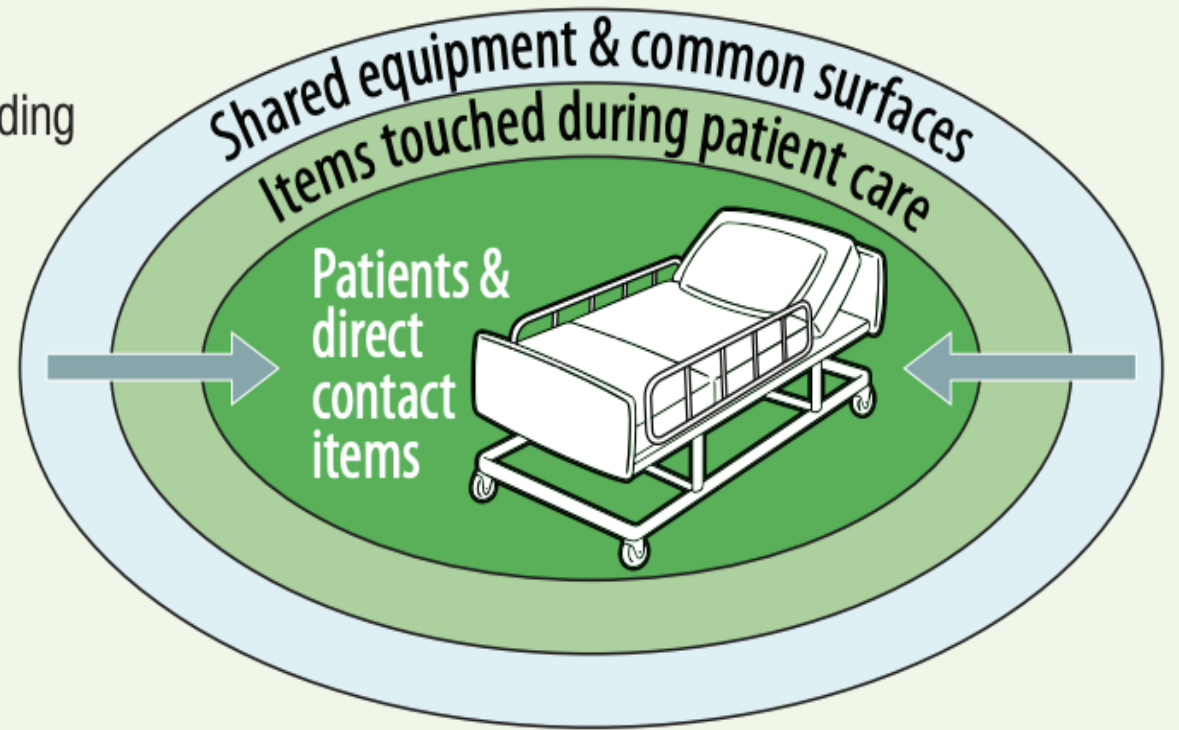 Shared equipment & common surfaces
ding
Items touched during patient care
Patients &
direct
contact
items